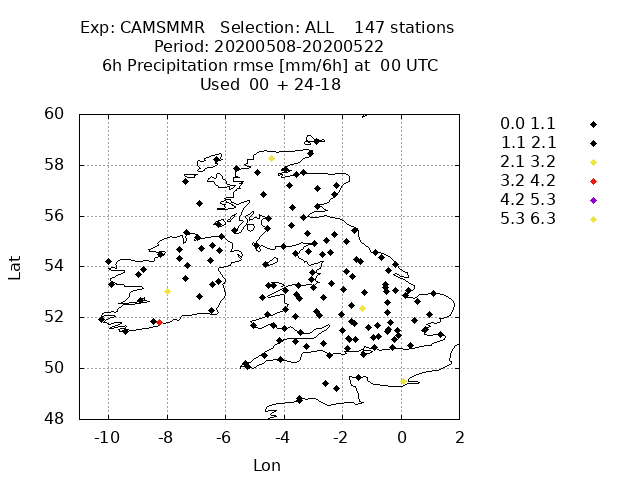 Exp: CAMSMMR Selection: ALL 147 stations
Period: 20200508-20200522
6h Precipitation rmse [mm/6h] at 00 UTC
Used 00 + 24-18
60
58
56
54
52
50
48
Lat
-10 -8 -6 -4 -2 0 2
Lon
0.0 1.1
1.1 2.1
2.1 3.2
3.2 4.2
4.2 5.3
5.3 6.3